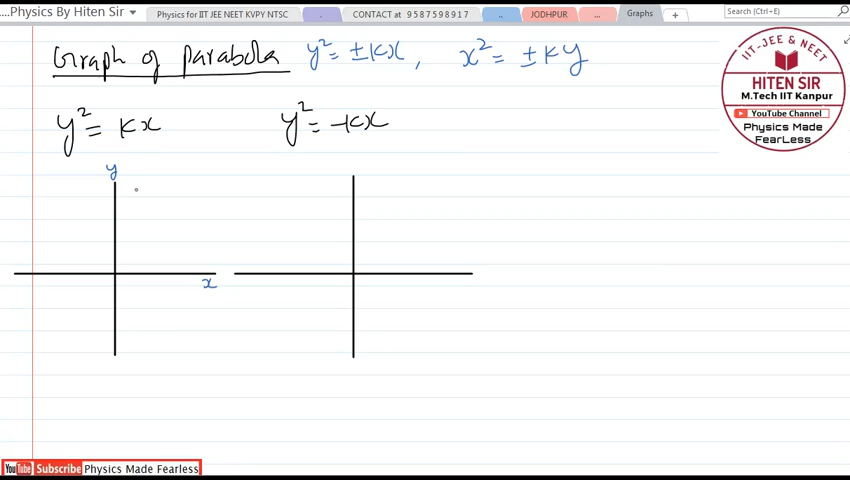 Physics By Hiten Sir
Physics for IIT JEE NEET KVPY NTSC
.
CONTACT at 9587598917
..
JODHPUR
...
Graphs
+
Search (Ctrl+E)
Graph of Parabola y² = ±kx, x² = ±ky
IIT-JEE & NEET
HITEN SIR
M.Tech IIT Kanpur
YouTube Channel
Physics Made
FearLess
y² = kx y² = -kx
y
x
YouTube Subscribe Physics Made Fearless